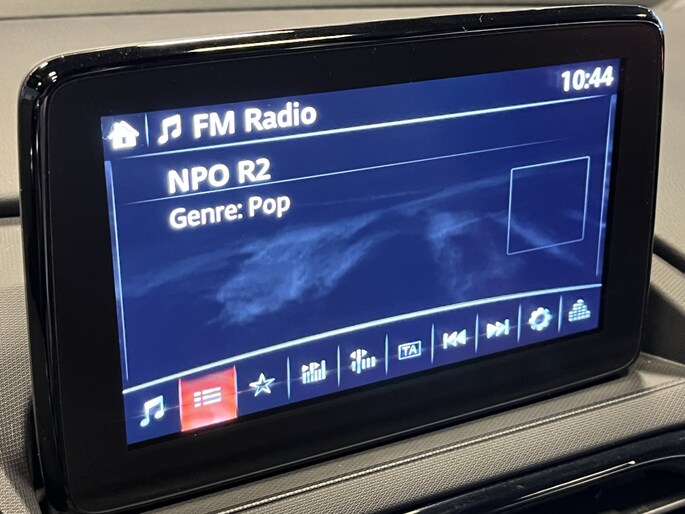 10:44
FM Radio
NPO R2
Genre: Pop
TA